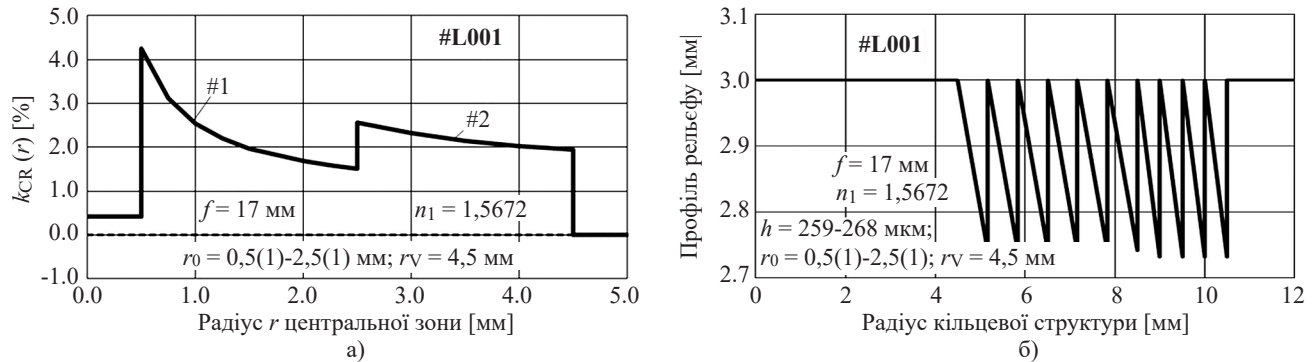 5.0
4.0
3.0
2.0
1.0
0.0
-1.0
k_CR (r) [%]
#L001
#1
#2
f = 17 мм
n₁ = 1,5672
r₀ = 0,5(1)-2,5(1) мм; r_V = 4,5 мм
0.0 1.0 2.0 3.0 4.0 5.0
Радіус r центральної зони [мм]
а)
3.1
3.0
2.9
2.8
2.7
Профіль рельєфу [мм|
#L001
f = 17 мм
n₁ = 1,5672
h = 259-268 мкм;
r₀ = 0,5(1)-2,5(1); r_V = 4,5 мм
0 2 4 6 8 10 12
Радіус кільцевої структури [мм]
б)